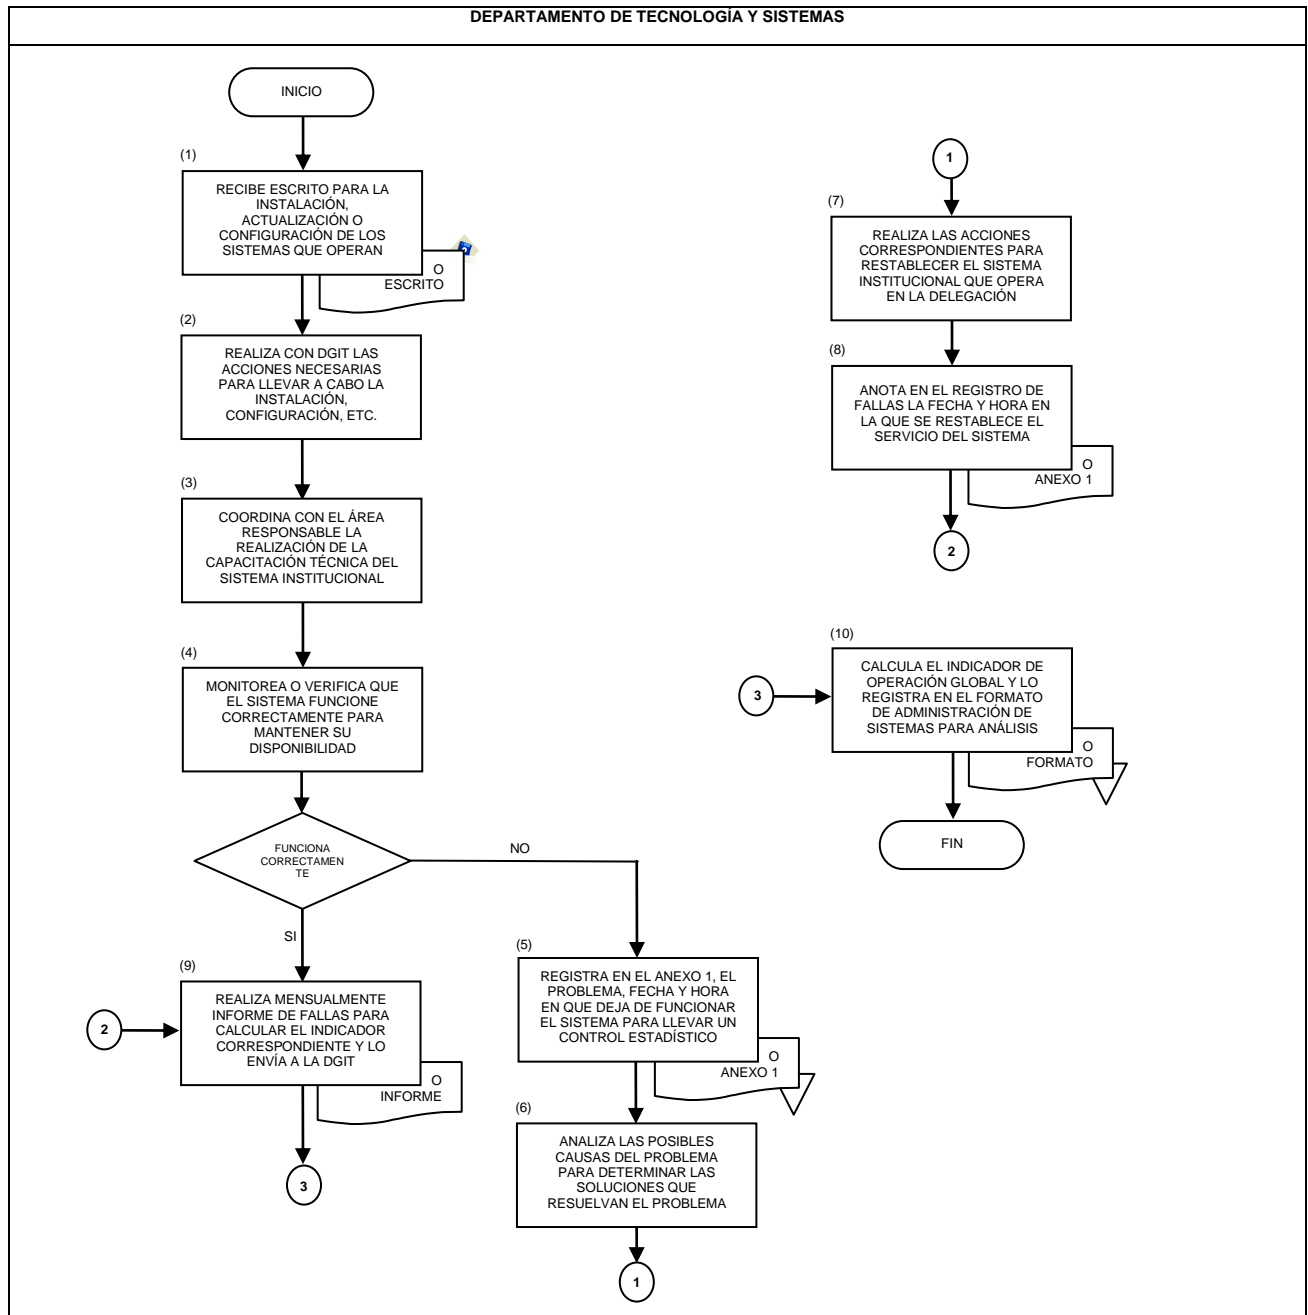 DEPARTAMENTO DE TECNOLOGÍA Y SISTEMAS
INICIO
(1)
RECIBE ESCRITO PARA LA
INSTALACIÓN,
ACTUALIZACIÓN O
CONFIGURACIÓN DE LOS
SISTEMAS QUE OPERAN
O
ESCRITO
(2)
REALIZA CON DGIT LAS
ACCIONES NECESARIAS
PARA LLEVAR A CABO LA
INSTALACIÓN,
CONFIGURACIÓN, ETC.
(3)
COORDINA CON EL ÁREA
RESPONSABLE LA
REALIZACIÓN DE LA
CAPACITACIÓN TÉCNICA DEL
SISTEMA INSTITUCIONAL
(4)
MONITOREA O VERIFICA QUE
EL SISTEMA FUNCIONE
CORRECTAMENTE PARA
MANTENER SU
DISPONIBILIDAD
FUNCIONA
CORRECTAMEN
TE
NO
SI
(9)
REALIZA MENSUALMENTE
INFORME DE FALLAS PARA
CALCULAR EL INDICADOR
CORRESPONDIENTE Y LO
ENVÍA A LA DGIT
2
O
INFORME
3
(5)
REGISTRA EN EL ANEXO 1, EL
PROBLEMA, FECHA Y HORA
EN QUE DEJA DE FUNCIONAR
EL SISTEMA PARA LLEVAR UN
CONTROL ESTADÍSTICO
O
ANEXO 1
(6)
ANALIZA LAS POSIBLES
CAUSAS DEL PROBLEMA
PARA DETERMINAR LAS
SOLUCIONES QUE
RESUELVAN EL PROBLEMA
1
1
(7)
REALIZA LAS ACCIONES
CORRESPONDIENTES PARA
RESTABLECER EL SISTEMA
INSTITUCIONAL QUE OPERA
EN LA DELEGACIÓN
(8)
ANOTA EN EL REGISTRO DE
FALLAS LA FECHA Y HORA EN
LA QUE SE RESTABLECE EL
SERVICIO DEL SISTEMA
O
ANEXO 1
2
(10)
3
CALCULA EL INDICADOR DE
OPERACIÓN GLOBAL Y LO
REGISTRA EN EL FORMATO
DE ADMINISTRACIÓN DE
SISTEMAS PARA ANÁLISIS
O
FORMATO
FIN